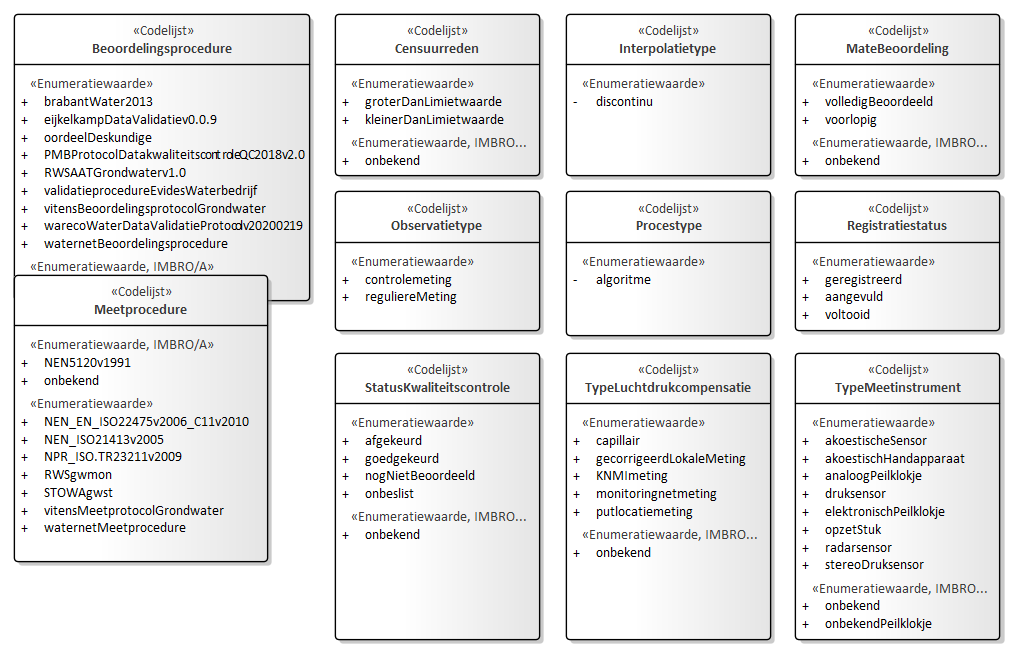 «Codelijst»
Beoordelingsprocedure
«Enumeratiewaarde»
+ brabantWater2013
+ eijkelkampDataValidatiev0.0.9
+ oordeelDeskundige
+ PMBProtocolDatakwaliteitscontroleQC2018v2.0
+ RWSAATGrondwaterv1.0
+ validatieprocedureEvidesWaterbedrijf
+ vitensBeoordelingsprotocolGrondwater
+ warecoWaterDataValidatieProtocolv20200219
+ waternetBeoordelingsprocedure
«Enumeratiewaarde, IMBRO/A»
«Codelijst»
Meetprocedure
«Enumeratiewaarde, IMBRO/A»
+ NEN5120v1991
+ onbekend
«Enumeratiewaarde»
+ NEN_EN_ISO22475v2006_C11v2010
+ NEN_ISO21413v2005
+ NPR_ISO.TR23211v2009
+ RWSgwmon
+ STOWAgwst
+ vitensMeetprotocolGrondwater
+ waternetMeetprocedure
«Codelijst»
Censuurreden
«Enumeratiewaarde»
+ groterDanLimietwaarde
+ kleinerDanLimietwaarde
«Enumeratiewaarde, IMBRO...
+ onbekend
«Codelijst»
Interpolatietype
«Enumeratiewaarde»
- discontinu
«Codelijst»
MateBeoordeling
«Enumeratiewaarde»
+ volledigBeoordeeld
+ voorlopig
«Enumeratiewaarde, IMBRO...
+ onbekend
«Codelijst»
Observatietype
«Enumeratiewaarde»
+ controlemeting
+ reguliereMeting
«Codelijst»
Procestype
«Enumeratiewaarde»
- algoritme
«Codelijst»
Registratiestatus
«Enumeratiewaarde»
+ geregistreerd
+ aangevuld
+ voltooid
«Codelijst»
StatusKwaliteitscontrole
«Enumeratiewaarde»
+ afgekeurd
+ goedgekeurd
+ nogNietBeoordeeld
+ onbeslist
«Enumeratiewaarde, IMBRO...
+ onbekend
«Codelijst»
TypeLuchtdrukcompensatie
«Enumeratiewaarde»
+ capillair
+ gecorrigeerdLokaleMeting
+ KNMImeting
+ monitoringnetmeting
+ putlocatiemeting
«Enumeratiewaarde, IMBRO...
+ onbekend
«Codelijst»
TypeMeetinstrument
«Enumeratiewaarde»
+ akoestischeSensor
+ akoestischHandapparaat
+ analoogPeilklokje
+ druksensor
+ elektronischPeilklokje
+ opzetStuk
+ radarsensor
+ stereoDruksensor
«Enumeratiewaarde, IMBRO...
+ onbekend
+ onbekendPeilklokje